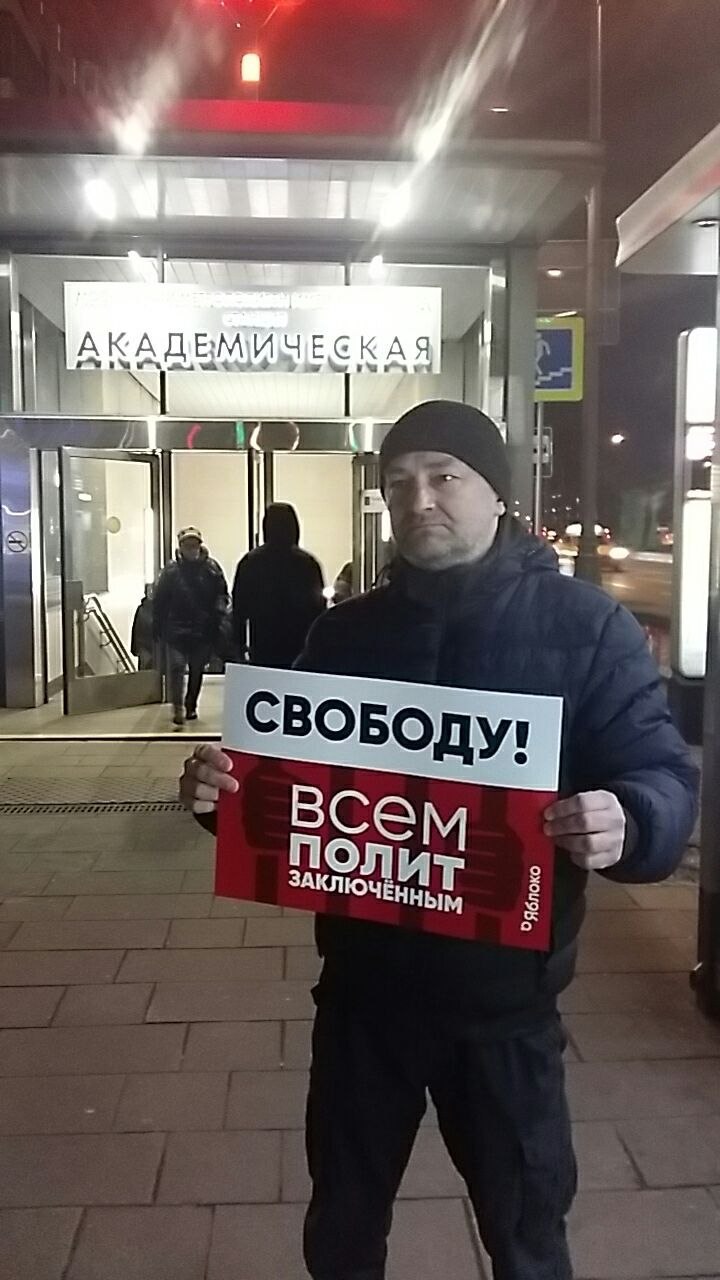 АКАДЕМИЧЕСКАЯ
СВОБОДУ!
ВСЕМ
ПОЛИТ
ЗАКЛЮЧЁННЫМ
Яблоко